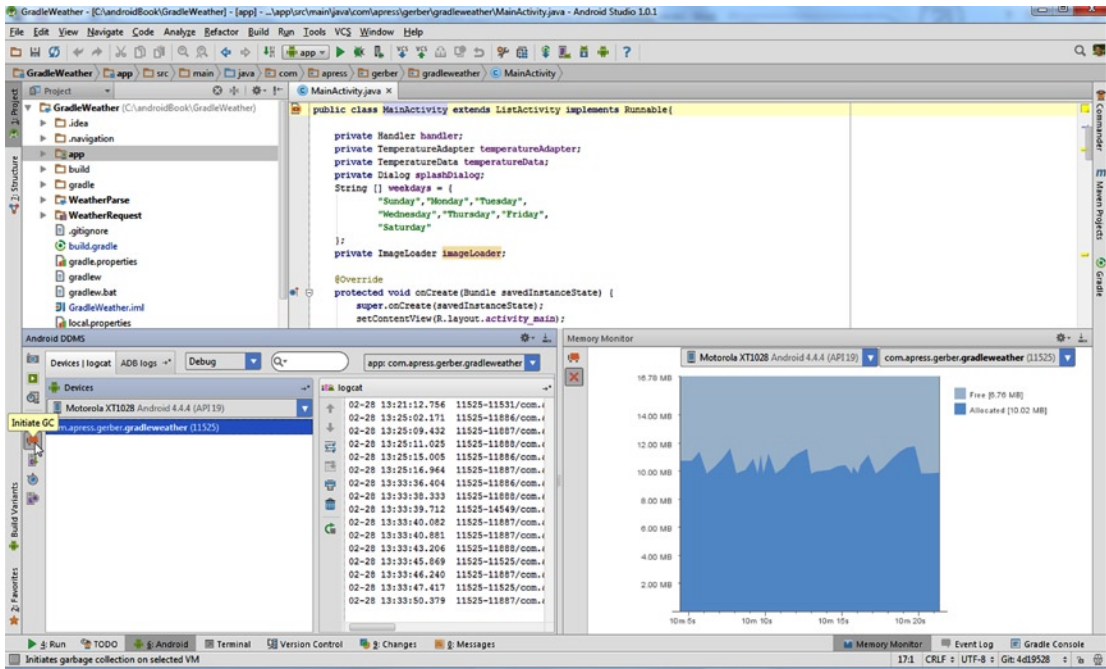 GradleWeather - [C:\androidBook\GradleWeather] - [app] - ...\app\src\main\java\com\apress\gerber\gradleweather\MainActivity.java - Android Studio 1.0.1
File Edit View Navigate Code Analyze Refactor Build Run Tools VCS Window Help
app
GradleWeather app src main java com apress gerber gradleweather MainActivity
1: Project
2: Structure
Build Variants
2: Favorites
Project
GradleWeather (C:\androidBook\GradleWeather)
.idea
.navigation
app
build
gradle
WeatherParse
WeatherRequest
.gitignore
build.gradle
gradle.properties
gradlew
gradlew.bat
GradleWeather.iml
local.properties
MainActivity.java ×
public class MainActivity extends ListActivity implements Runnable{
private Handler handler;
private TemperatureAdapter temperatureAdapter;
private TemperatureData temperatureData;
private Dialog splashDialog;
String [] weekdays = {
"Sunday","Monday","Tuesday",
"Wednesday","Thursday","Friday",
"Saturday"
};
private ImageLoader imageLoader;
@Override
protected void onCreate(Bundle savedInstanceState) {
super.onCreate(savedInstanceState);
setContentView(R.layout.activity_main);
Commander
Maven Projects
Gradle
Android DDMS
Devices | logcat ADB logs Debug app: com.apress.gerber.gradleweather
Devices
Motorola XT1028 Android 4.4.4 (API 19)
Initiate GC
com.apress.gerber.gradleweather (11525)
logcat
02-28 13:21:12.756 11525-11531/com.a
02-28 13:25:02.171 11525-11886/com.a
02-28 13:25:09.432 11525-11887/com.a
02-28 13:25:11.025 11525-11888/com.a
02-28 13:25:15.005 11525-11886/com.a
02-28 13:25:16.964 11525-11887/com.a
02-28 13:33:36.404 11525-11886/com.a
02-28 13:33:38.333 11525-11888/com.a
02-28 13:33:39.712 11525-14549/com.a
02-28 13:33:40.082 11525-11887/com.a
02-28 13:33:40.881 11525-11887/com.a
02-28 13:33:43.206 11525-11888/com.a
02-28 13:33:45.869 11525-11525/com.a
02-28 13:33:46.240 11525-11887/com.a
02-28 13:33:47.417 11525-11525/com.a
02-28 13:33:50.379 11525-11887/com.a
Memory Monitor
Motorola XT1028 Android 4.4.4 (API 19) com.apress.gerber.gradleweather (11525)
16.78 MB
14.00 MB
12.00 MB
10.00 MB
8.00 MB
6.00 MB
4.00 MB
2.00 MB
10m 5s 10m 10s 10m 15s 10m 20s
Free [6.76 MB]
Allocated [10.02 MB]
4: Run TODO 6: Android Terminal Version Control 9: Changes 0: Messages Memory Monitor Event Log Gradle Console
Initiates garbage collection on selected VM 17:1 CRLF UTF-8 Git: 4d19528